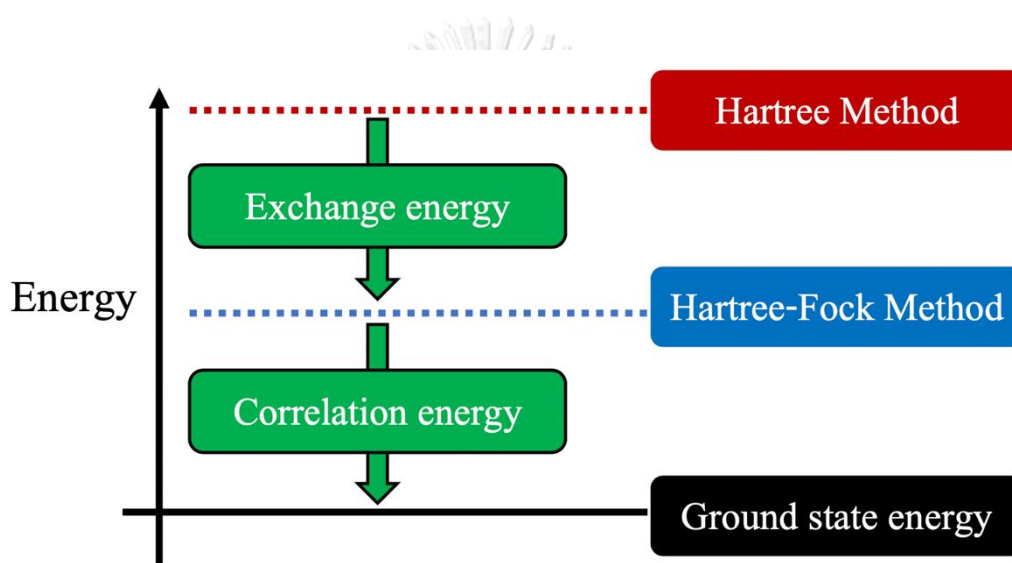 Hartree Method
Exchange energy
Energy
Hartree-Fock Method
Correlation energy
Ground state energy